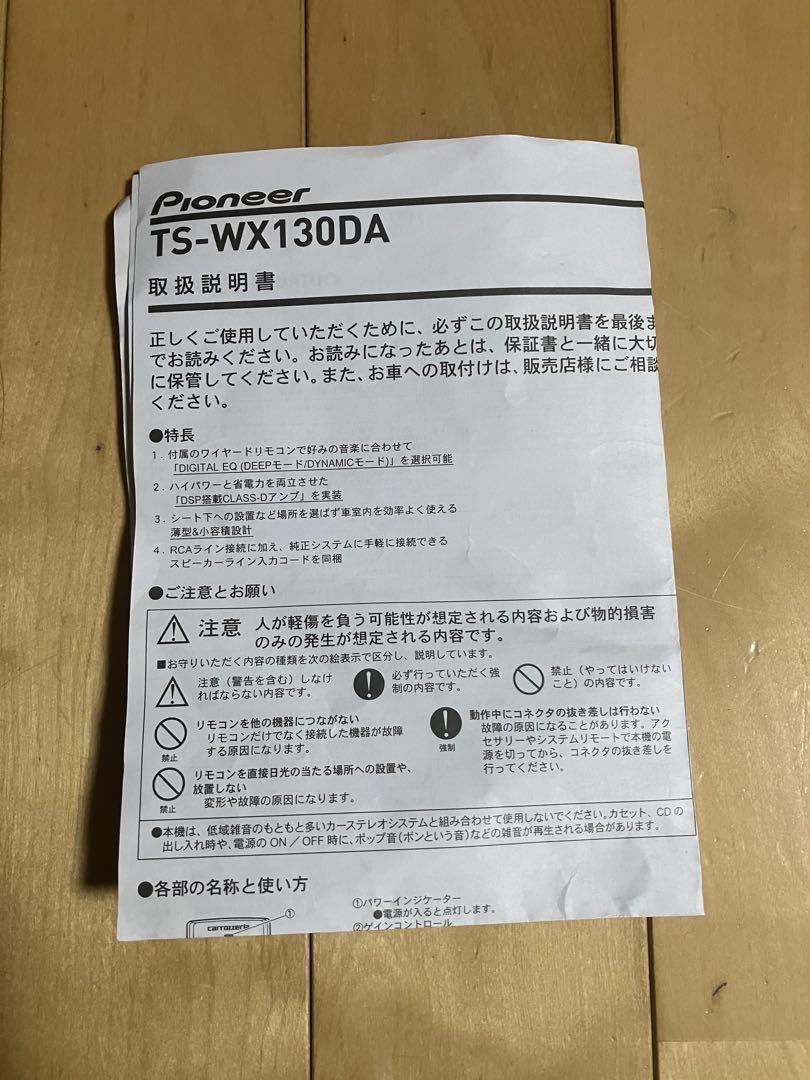 Pioneer
TS-WX130DA
取扱説明書
正しくご使用していただくために、必ずこの取扱説明書を最後ま
でお読みください。お読みになったあとは、保証書と一緒に大切
に保管してください。また、お車への取付けは、販売店様にご相談
ください。
●特長
1. 付属のワイヤードリモコンで好みの音楽に合わせて
「DIGITAL EQ (DEEPモード/DYNAMICモード)」を選択可能
2. ハイパワーと省電力を両立させた
「DSP搭載CLASS-Dアンプ」を実装
3. シート下への設置など場所を選ばず車室内を効率よく使える
薄型&小容積設計
4. RCAライン接続に加え、純正システムに手軽に接続できる
スピーカーライン入力コードを同梱
●ご注意とお願い
注意 人が軽傷を負う可能性が想定される内容および物的損害
のみの発生が想定される内容です。
■お守りいただく内容の種類を次の絵表示で区分し、説明しています。
注意（警告を含む）しなけ
ればならない内容です。
必ず行っていただく強
制の内容です。
禁止（やってはいけない
こと）の内容です。
リモコンを他の機器につながない
リモコンだけでなく接続した機器が故障
する原因になります。
禁止
動作中にコネクタの抜き差しは行わない
故障の原因になることがあります。アク
セサリーやシステムリモートで本機の電
源を切ってから、コネクタの抜き差しを
行ってください。
強制
リモコンを直接日光の当たる場所への設置や、
放置しない
変形や故障の原因になります。
禁止
●本機は、低域雑音のもともと多いカーステレオシステムと組み合わせて使用しないでください。カセット、CDの
出し入れ時や、電源のON／OFF時に、ポップ音（ボンという音）などの雑音が再生される場合があります。
●各部の名称と使い方
①パワーインジケーター
●電源が入ると点灯します。
②ゲインコントロール
①
carrozzeria